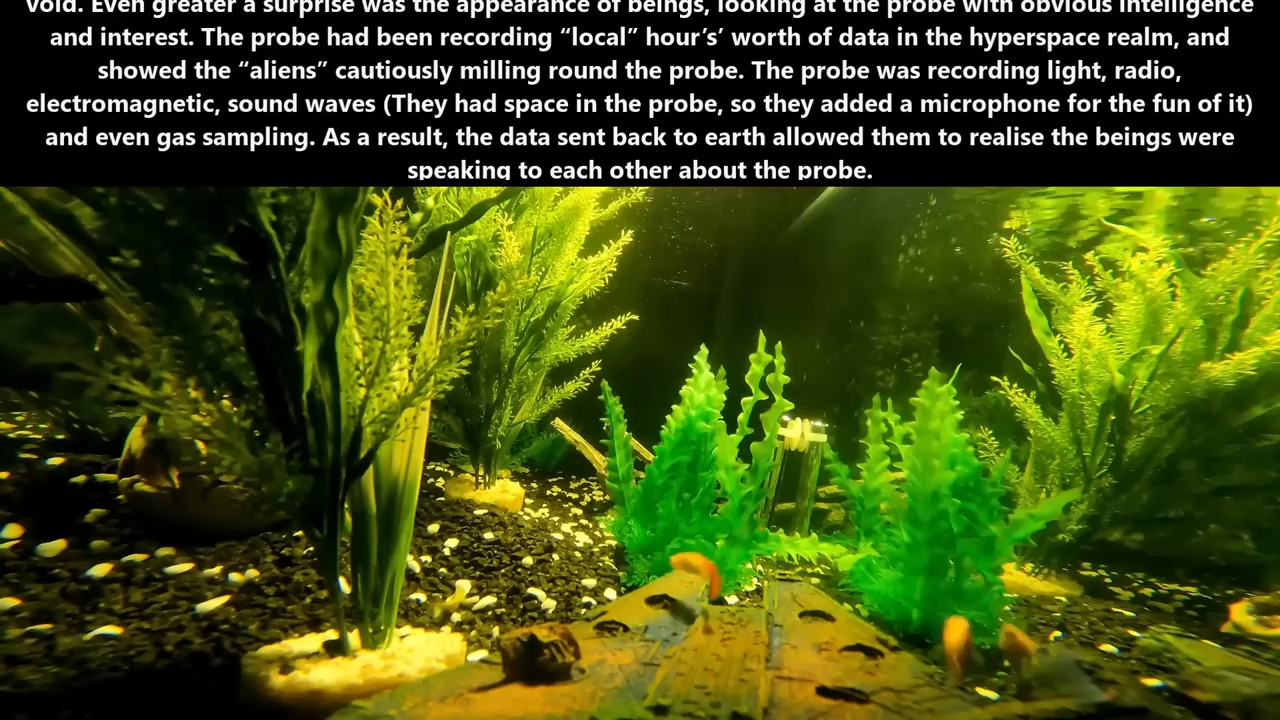 void. Even greater a surprise was the appearance of beings, looking at the probe with obvious intelligence
and interest. The probe had been recording “local” hour’s’ worth of data in the hyperspace realm, and
showed the “aliens” cautiously milling round the probe. The probe was recording light, radio,
electromagnetic, sound waves (They had space in the probe, so they added a microphone for the fun of it)
and even gas sampling. As a result, the data sent back to earth allowed them to realise the beings were
speaking to each other about the probe.